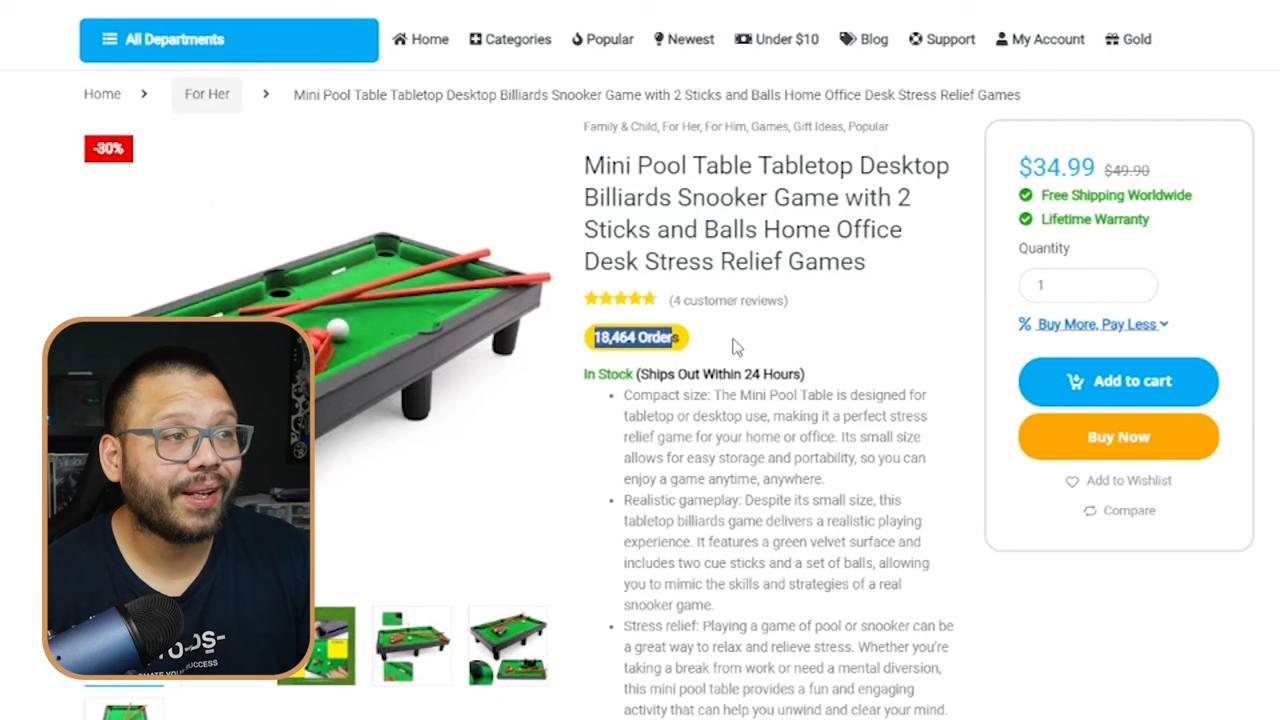 All Departments
Home
Categories
Popular
Newest
Under $10
Blog
Support
My Account
Gold
Home
For Her
Mini Pool Table Tabletop Desktop Billiards Snooker Game with 2 Sticks and Balls Home Office Desk Stress Relief Games
-30%
Family & Child, For Her, For Him, Games, Gift Ideas, Popular
Mini Pool Table Tabletop Desktop
Billiards Snooker Game with 2
Sticks and Balls Home Office
Desk Stress Relief Games
(4 customer reviews)
18,464 Orders
In Stock (Ships Out Within 24 Hours)
Compact size: The Mini Pool Table is designed for
tabletop or desktop use, making it a perfect stress
relief game for your home or office. Its small size
allows for easy storage and portability, so you can
enjoy a game anytime, anywhere.
Realistic gameplay: Despite its small size, this
tabletop billiards game delivers a realistic playing
experience. It features a green velvet surface and
includes two cue sticks and a set of balls, allowing
you to mimic the skills and strategies of a real
snooker game.
Stress relief: Playing a game of pool or snooker can be
a great way to relax and relieve stress. Whether you're
taking a break from work or need a mental diversion,
this mini pool table provides a fun and engaging
activity that can help you unwind and clear your mind.
$34.99 $49.90
Free Shipping Worldwide
Lifetime Warranty
Quantity
1
% Buy More, Pay Less
Add to cart
Buy Now
Add to Wishlist
Compare
SUCCESS